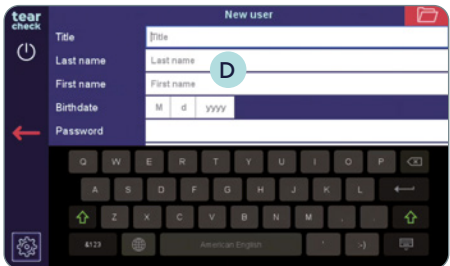 tear
check
New user
Title
Title
Last name
Last name
D
First name
First name
Birthdate
M d yyyy
Password
Q W E R T Y U I O P
A S D F G H J K L
Z X C V B N M , .
&123 American English ' :-)